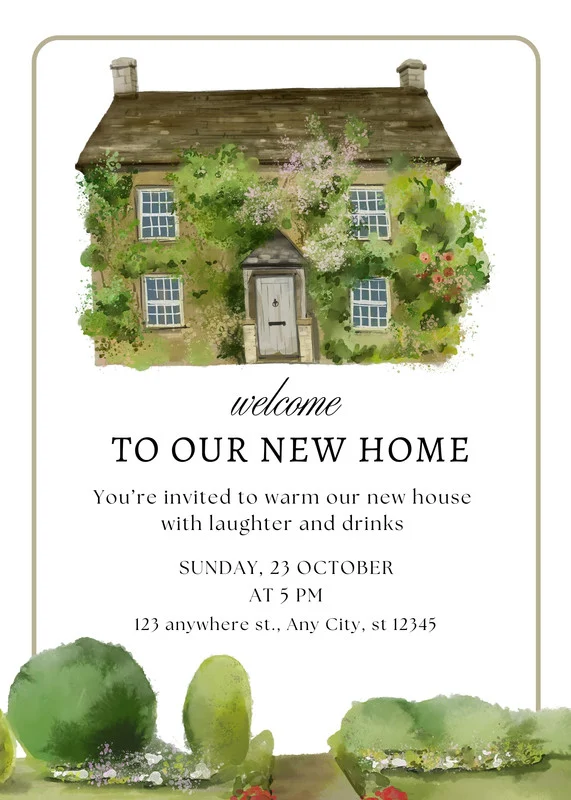 welcome
TO OUR NEW HOME
You're invited to warm our new house
with laughter and drinks
SUNDAY, 23 OCTOBER
AT 5 PM
123 anywhere st., Any City, st 12345